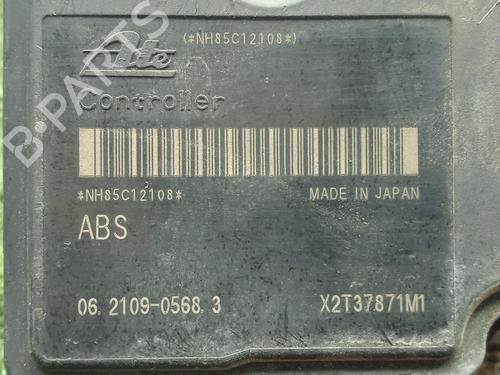 (*NH85C12108*)
Ate
Controller
*NH85C12108*
MADE IN JAPAN
ABS
06.2109-0568.3
X2T37871M1
B-PARTS